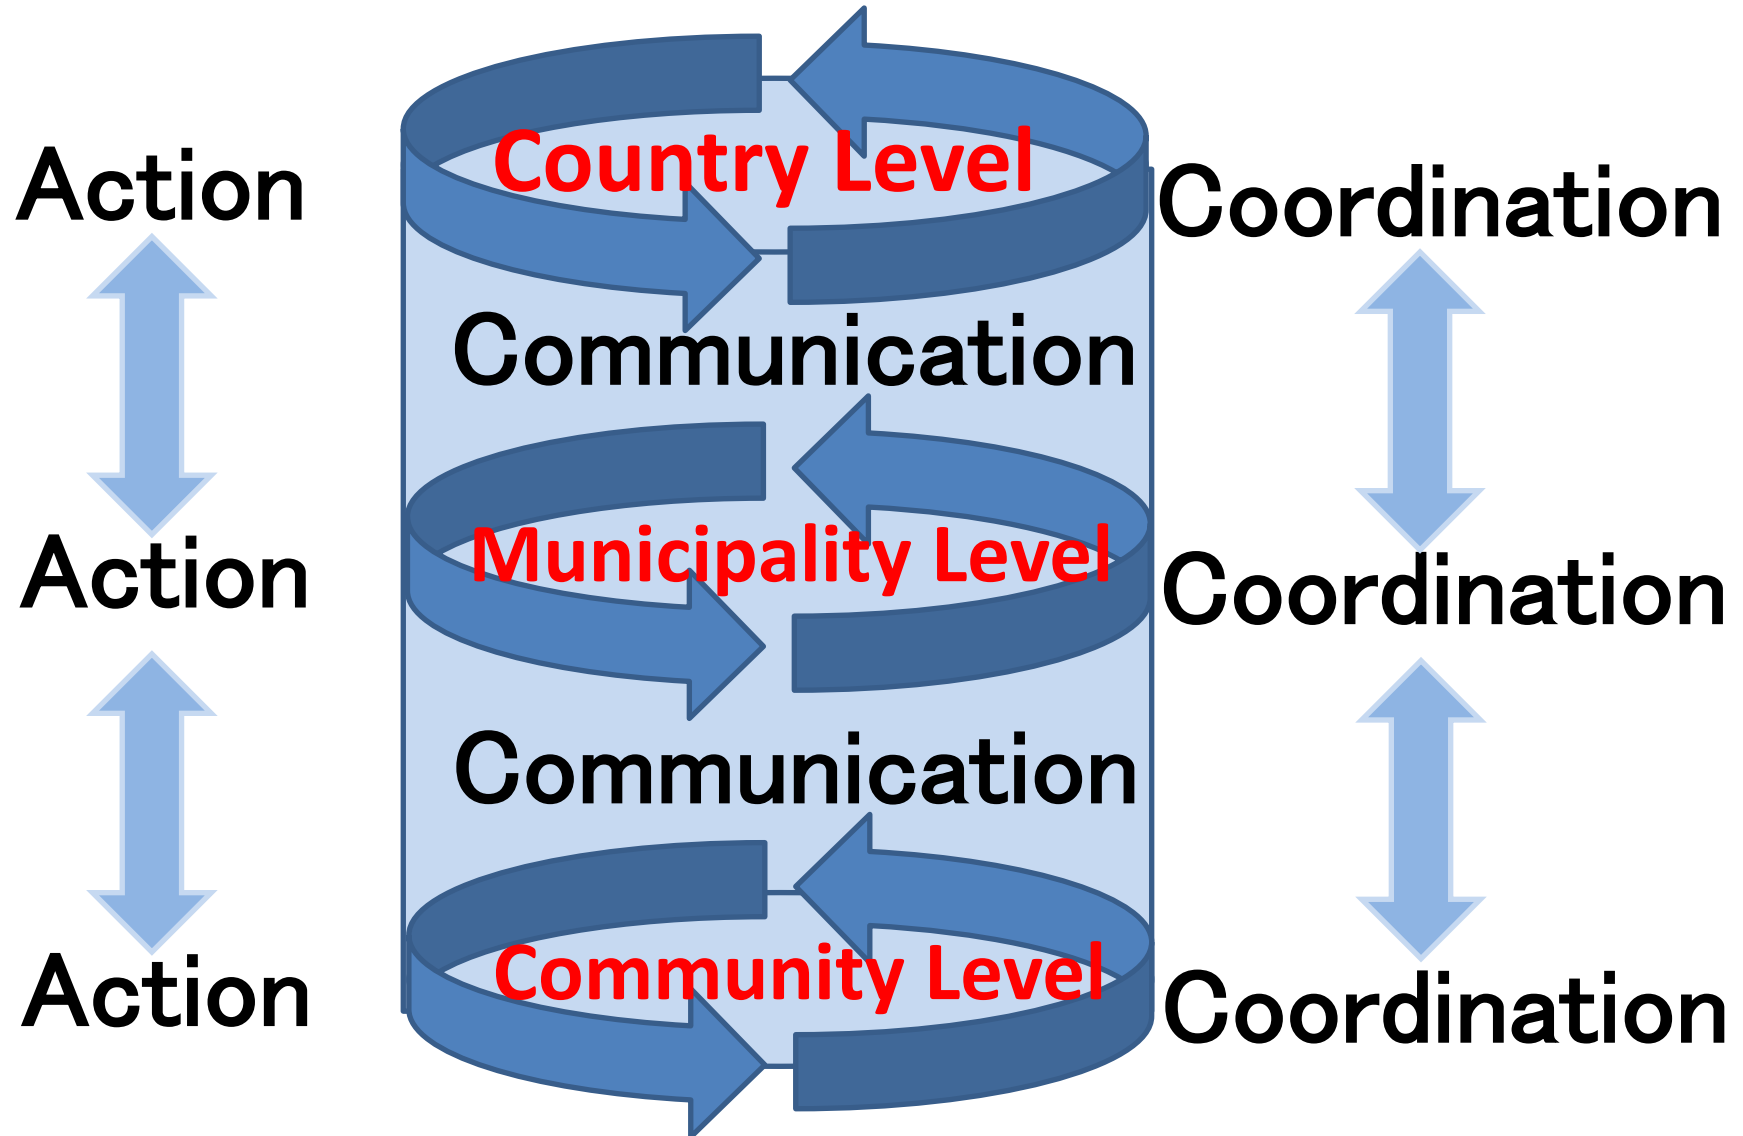 Country Level
Action
Coordination
Communication
Municipality Level
Action
Coordination
Communication
Community Level
Action
Coordination